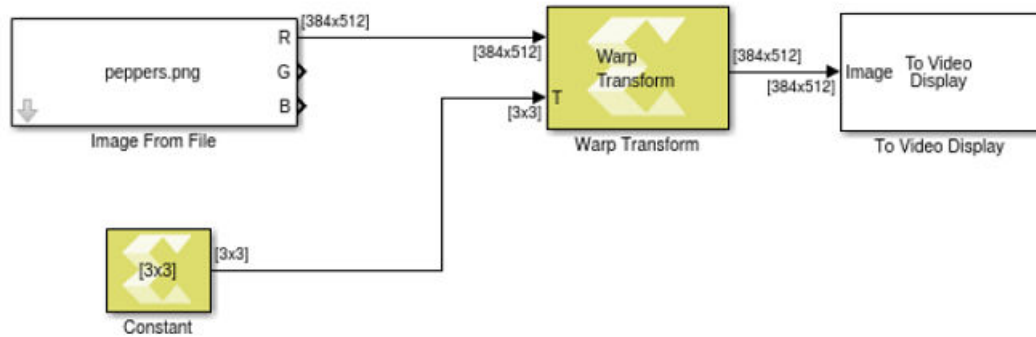 [384x512]
R
peppers.png
G
B
Image From File
[384x512]
[3x3]
T
Warp
Transform
Warp Transform
[384x512]
[384x512]
Image
To Video
Display
To Video Display
[3x3]
[3x3]
Constant